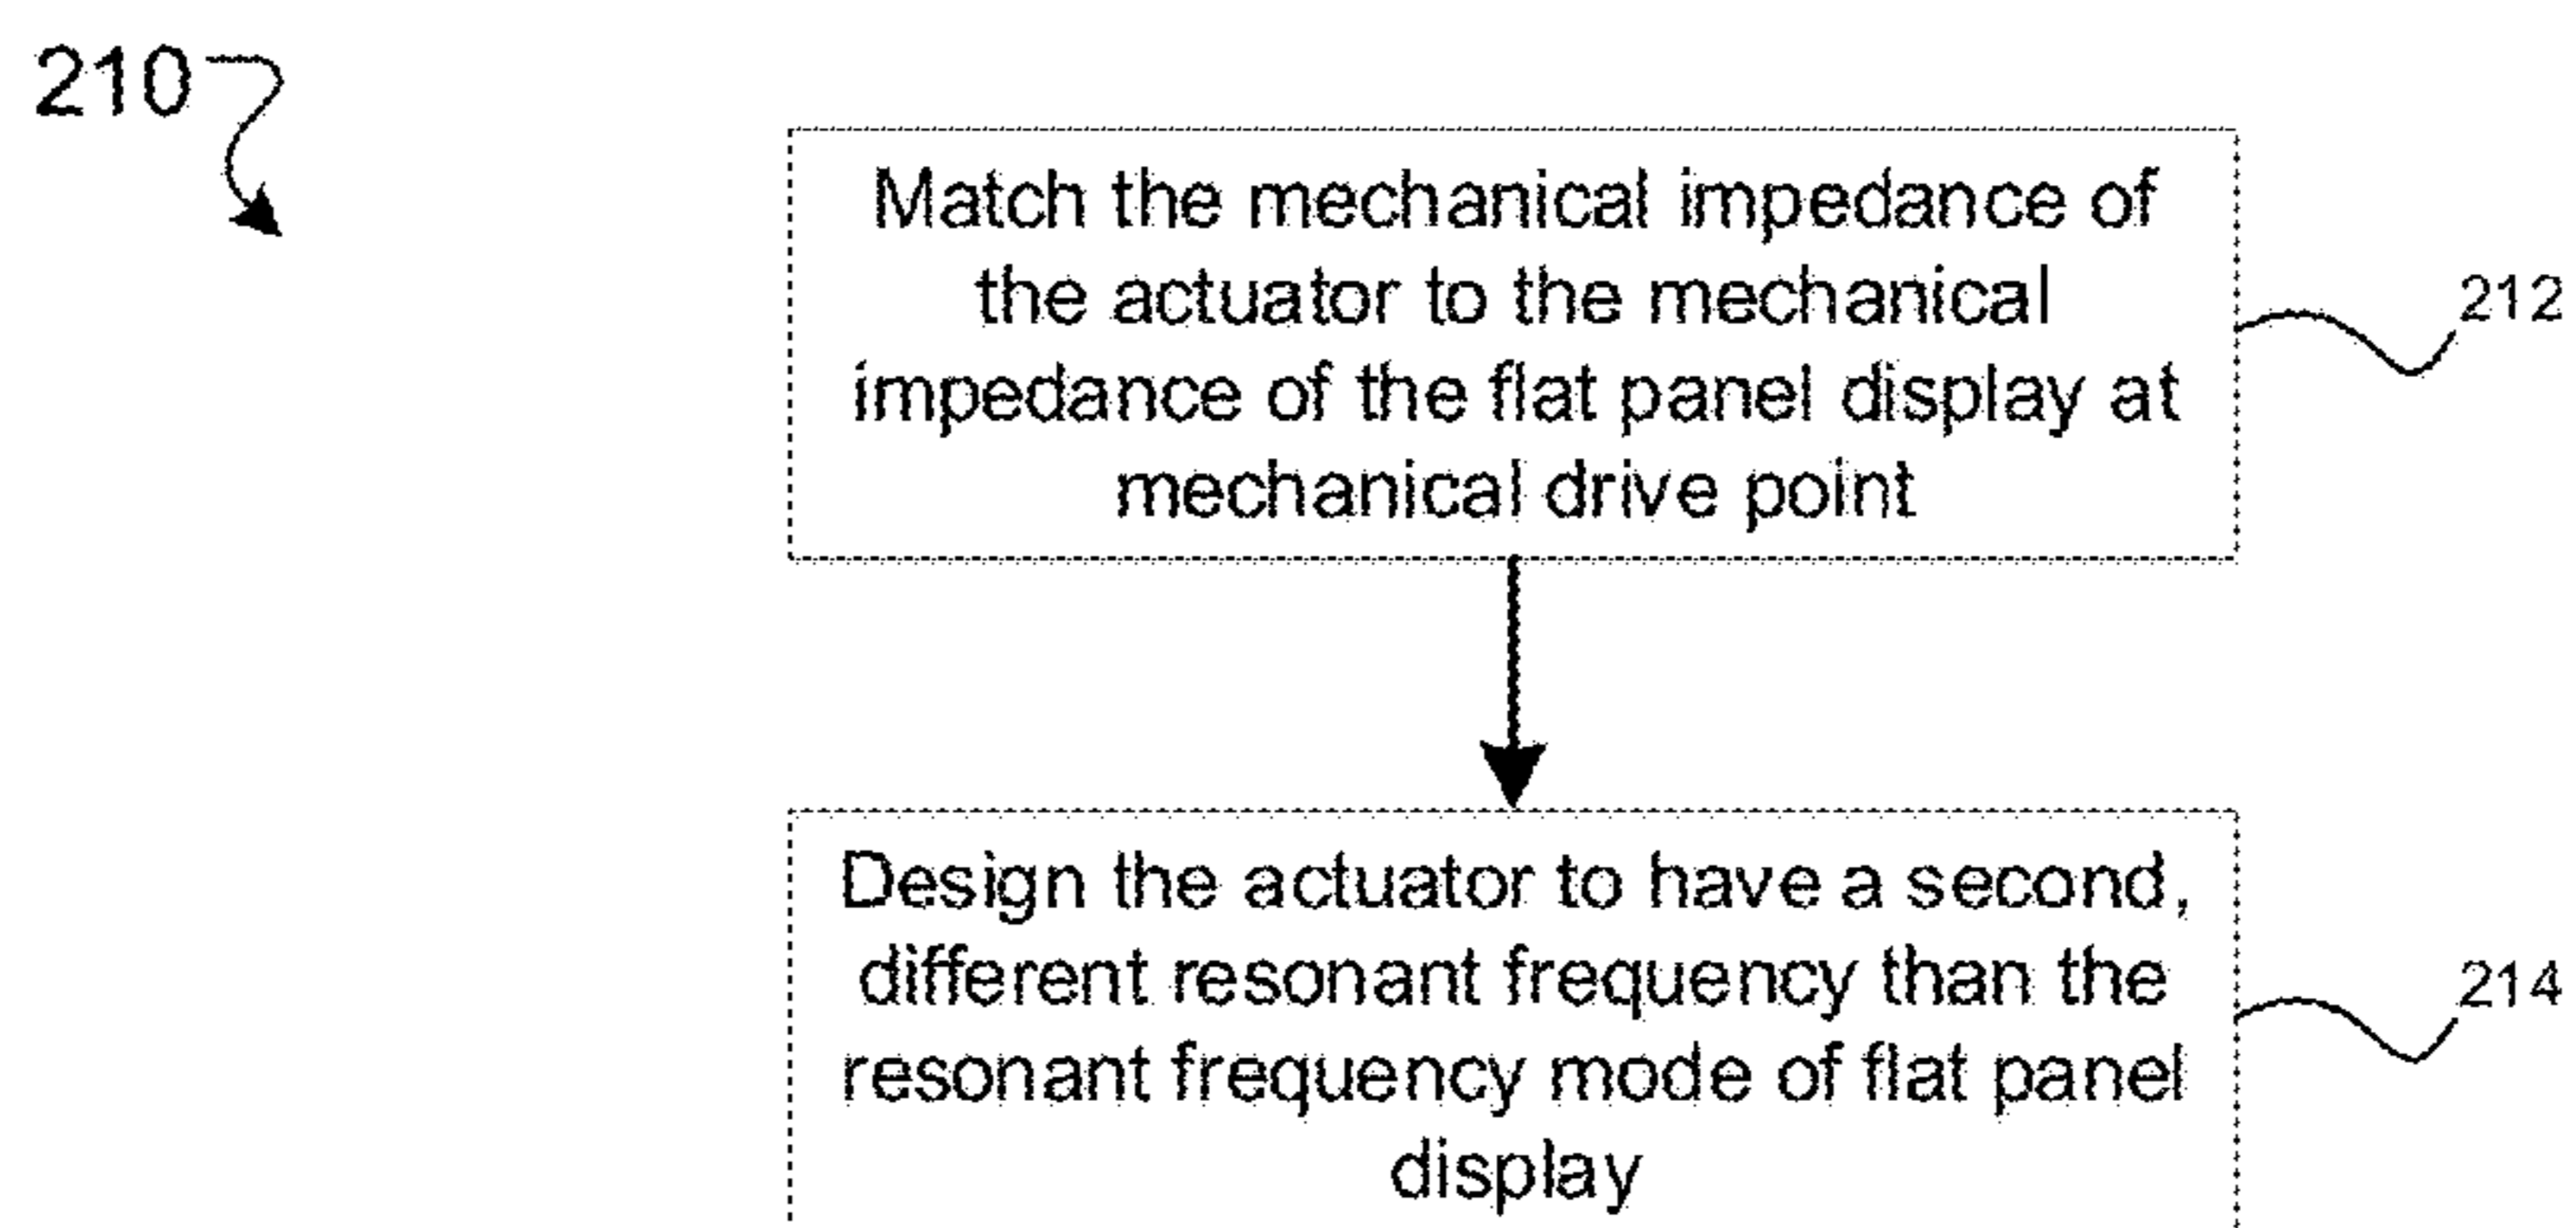 210
Match the mechanical impedance of
the actuator to the mechanical
impedance of the flat panel display at
mechanical drive point
212
Design the actuator to have a second,
different resonant frequency than the
resonant frequency mode of flat panel
display
214